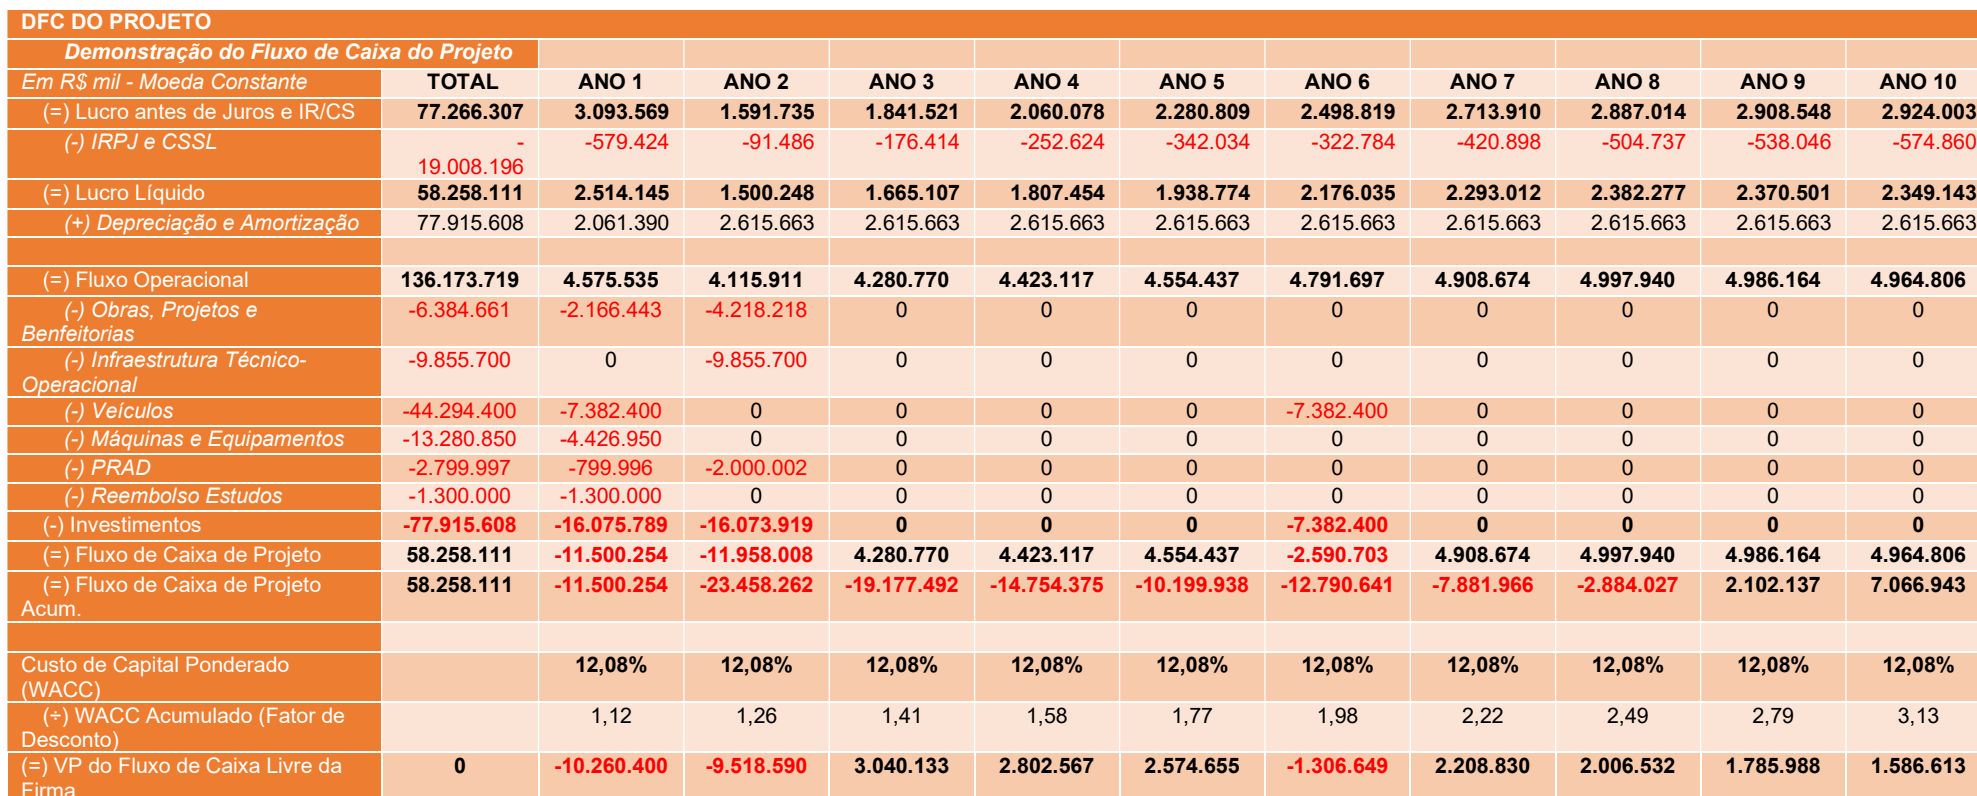 DFC DO PROJETO
Demonstração do Fluxo de Caixa do Projeto
Em R$ mil - Moeda Constante TOTAL ANO 1 ANO 2 ANO 3 ANO 4 ANO 5 ANO 6 ANO 7 ANO 8 ANO 9 ANO 10
(=) Lucro antes de Juros e IR/CS 77.266.307 3.093.569 1.591.735 1.841.521 2.060.078 2.280.809 2.498.819 2.713.910 2.887.014 2.908.548 2.924.003
(-) IRPJ e CSSL - -579.424 -91.486 -176.414 -252.624 -342.034 -322.784 -420.898 -504.737 -538.046 -574.860
19.008.196
(=) Lucro Líquido 58.258.111 2.514.145 1.500.248 1.665.107 1.807.454 1.938.774 2.176.035 2.293.012 2.382.277 2.370.501 2.349.143
(+) Depreciação e Amortização 77.915.608 2.061.390 2.615.663 2.615.663 2.615.663 2.615.663 2.615.663 2.615.663 2.615.663 2.615.663 2.615.663
(=) Fluxo Operacional 136.173.719 4.575.535 4.115.911 4.280.770 4.423.117 4.554.437 4.791.697 4.908.674 4.997.940 4.986.164 4.964.806
(-) Obras, Projetos e -6.384.661 -2.166.443 -4.218.218 0 0 0 0 0 0 0 0
Benfeitorias
(-) Infraestrutura Técnico- -9.855.700 0 -9.855.700 0 0 0 0 0 0 0 0
Operacional
(-) Veículos -44.294.400 -7.382.400 0 0 0 0 -7.382.400 0 0 0 0
(-) Máquinas e Equipamentos -13.280.850 -4.426.950 0 0 0 0 0 0 0 0 0
(-) PRAD -2.799.997 -799.996 -2.000.002 0 0 0 0 0 0 0 0
(-) Reembolso Estudos -1.300.000 -1.300.000 0 0 0 0 0 0 0 0 0
(-) Investimentos -77.915.608 -16.075.789 -16.073.919 0 0 0 -7.382.400 0 0 0 0
(=) Fluxo de Caixa de Projeto 58.258.111 -11.500.254 -11.958.008 4.280.770 4.423.117 4.554.437 -2.590.703 4.908.674 4.997.940 4.986.164 4.964.806
(=) Fluxo de Caixa de Projeto 58.258.111 -11.500.254 -23.458.262 -19.177.492 -14.754.375 -10.199.938 -12.790.641 -7.881.966 -2.884.027 2.102.137 7.066.943
Acum.
Custo de Capital Ponderado 12,08% 12,08% 12,08% 12,08% 12,08% 12,08% 12,08% 12,08% 12,08% 12,08%
(WACC)
(÷) WACC Acumulado (Fator de 1,12 1,26 1,41 1,58 1,77 1,98 2,22 2,49 2,79 3,13
Desconto)
(=) VP do Fluxo de Caixa Livre da 0 -10.260.400 -9.518.590 3.040.133 2.802.567 2.574.655 -1.306.649 2.208.830 2.006.532 1.785.988 1.586.613
Firma